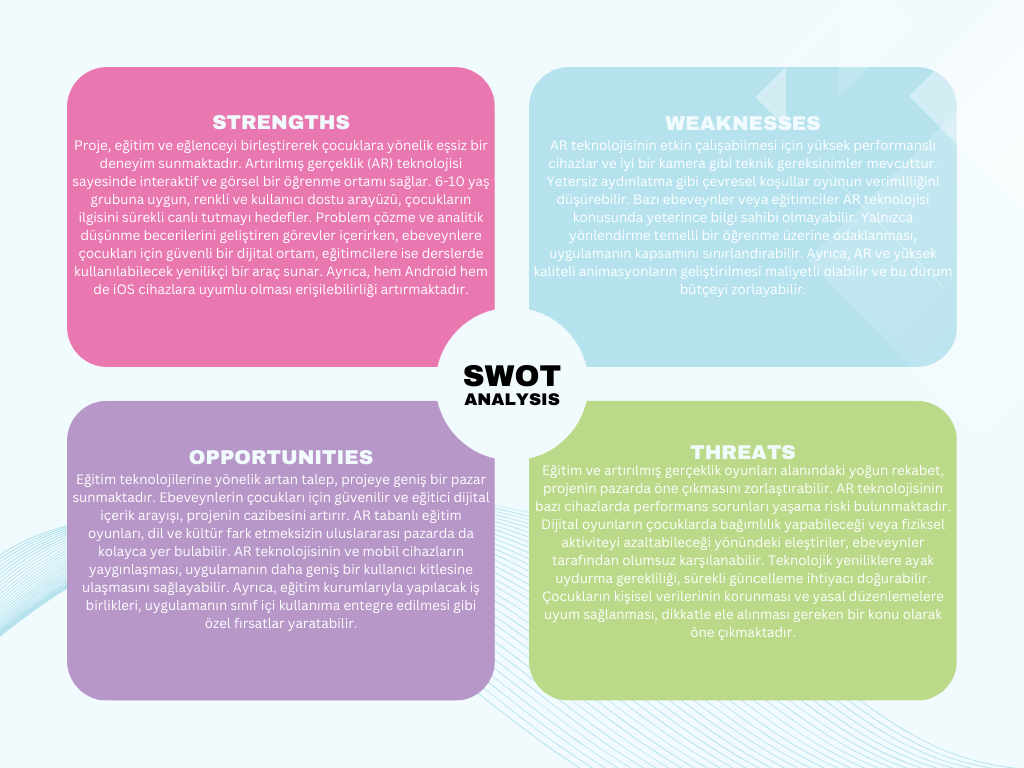 STRENGTHS
Proje, eğitim ve eğlenceyi birleştirerek çocuklara yönelik eşsiz bir
deneyim sunmaktadır. Artırılmış gerçeklik (AR) teknolojisi
sayesinde interaktif ve görsel bir öğrenme ortamı sağlar. 6-10 yaş
grubuna uygun, renkli ve kullanıcı dostu arayüzü, çocukların
ilgisini sürekli canlı tutmayı hedefler. Problem çözme ve analitik
düşünme becerilerini geliştiren görevler içerirken, ebeveynlere
çocukları için güvenli bir dijital ortam, eğitimcilere ise derslerde
kullanılabilecek yenilikçi bir araç sunar. Ayrıca, hem Android hem
de iOS cihazlara uyumlu olması erişilebilirliği artırmaktadır.
WEAKNESSES
AR teknolojisinin etkin çalışabilmesi için yüksek performanslı
cihazlar ve iyi bir kamera gibi teknik gereksinimler mevcuttur.
Yetersiz aydınlatma gibi çevresel koşullar oyunun verimliliğini
düşürebilir. Bazı ebeveynler veya eğitimciler AR teknolojisi
konusunda yeterince bilgi sahibi olmayabilir. Yalnızca
yönlendirme temelli bir öğrenme üzerine odaklanması,
uygulamanın kapsamını sınırlandırabilir. Ayrıca, AR ve yüksek
kaliteli animasyonların geliştirilmesi maliyetli olabilir ve bu durum
bütçeyi zorlayabilir.
SWOT
ANALYSIS
OPPORTUNITIES
Eğitim teknolojilerine yönelik artan talep, projeye geniş bir pazar
sunmaktadır. Ebeveynlerin çocukları için güvenilir ve eğitici dijital
içerik arayışı, projenin cazibesini artırır. AR tabanlı eğitim
oyunları, dil ve kültür fark etmeksizin uluslararası pazarda da
kolayca yer bulabilir. AR teknolojisinin ve mobil cihazların
yaygınlaşması, uygulamanın daha geniş bir kullanıcı kitlesine
ulaşmasını sağlayabilir. Ayrıca, eğitim kurumlarıyla yapılacak iş
birlikleri, uygulamanın sınıf içi kullanıma entegre edilmesi gibi
özel fırsatlar yaratabilir.
THREATS
Eğitim ve artırılmış gerçeklik oyunları alanındaki yoğun rekabet,
projenin pazarda öne çıkmasını zorlaştırabilir. AR teknolojisinin
bazı cihazlarda performans sorunları yaşama riski bulunmaktadır.
Dijital oyunların çocuklarda bağımlılık yapabileceği veya fiziksel
aktiviteyi azaltabileceği yönündeki eleştiriler, ebeveynler
tarafından olumsuz karşılanabilir. Teknolojik yeniliklere ayak
uydurma gerekliliği, sürekli güncelleme ihtiyacı doğurabilir.
Çocukların kişisel verilerinin korunması ve yasal düzenlemelere
uyum sağlanması, dikkatle ele alınması gereken bir konu olarak
öne çıkmaktadır.